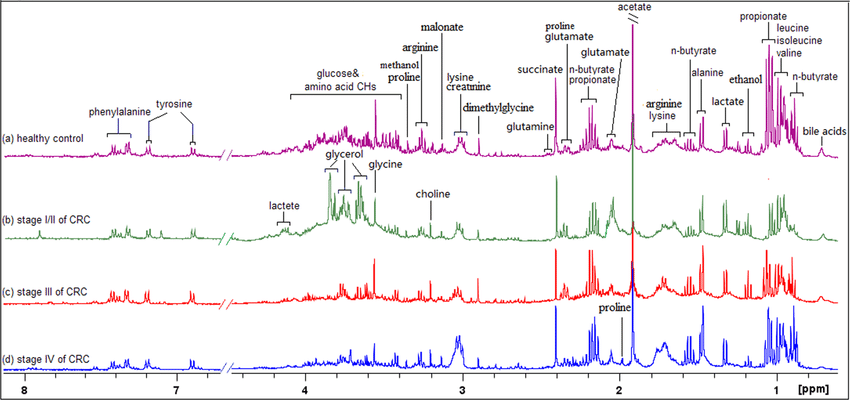 acetate
malonate
arginine
methanol
proline
glucose&
amino acid CHs
lysine
creatnine
dimethylglycine
glutamine
succinate
proline
glutamate
n-butyrate
propionate
glutamate
arginine
lysine
n-butyrate
alanine
lactate
ethanol
propionate
leucine
isoleucine
valine
n-butyrate
bile acids
phenylalanine
tyrosine
(a) healthy control
glycerol
glycine
lactete
choline
(b) stage I/II of CRC
(c) stage III of CRC
proline
(d) stage IV of CRC
8 7 4 3 2 1 [ppm]